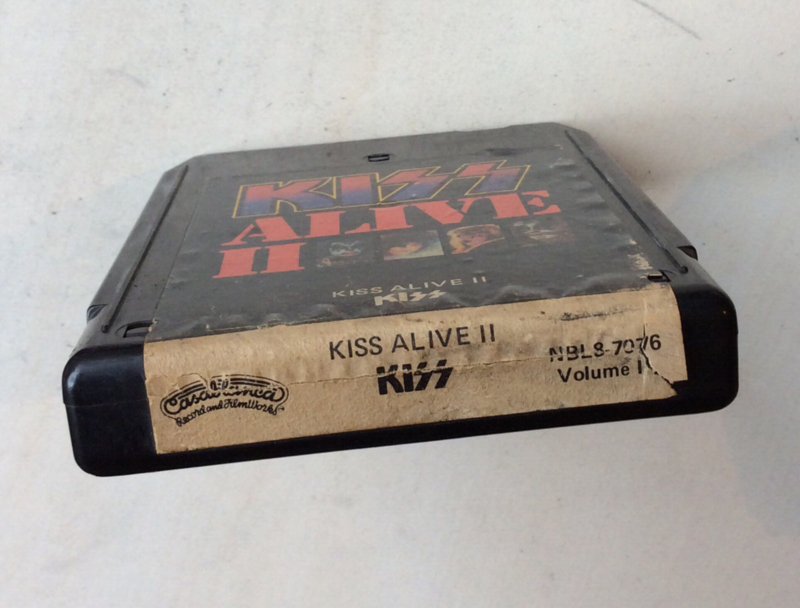 KISS
ALIVE
II
KISS ALIVE II
KISS
KISS ALIVE II
KISS
Casablanca
Record and FilmWorks
NBL8-7076
Volume